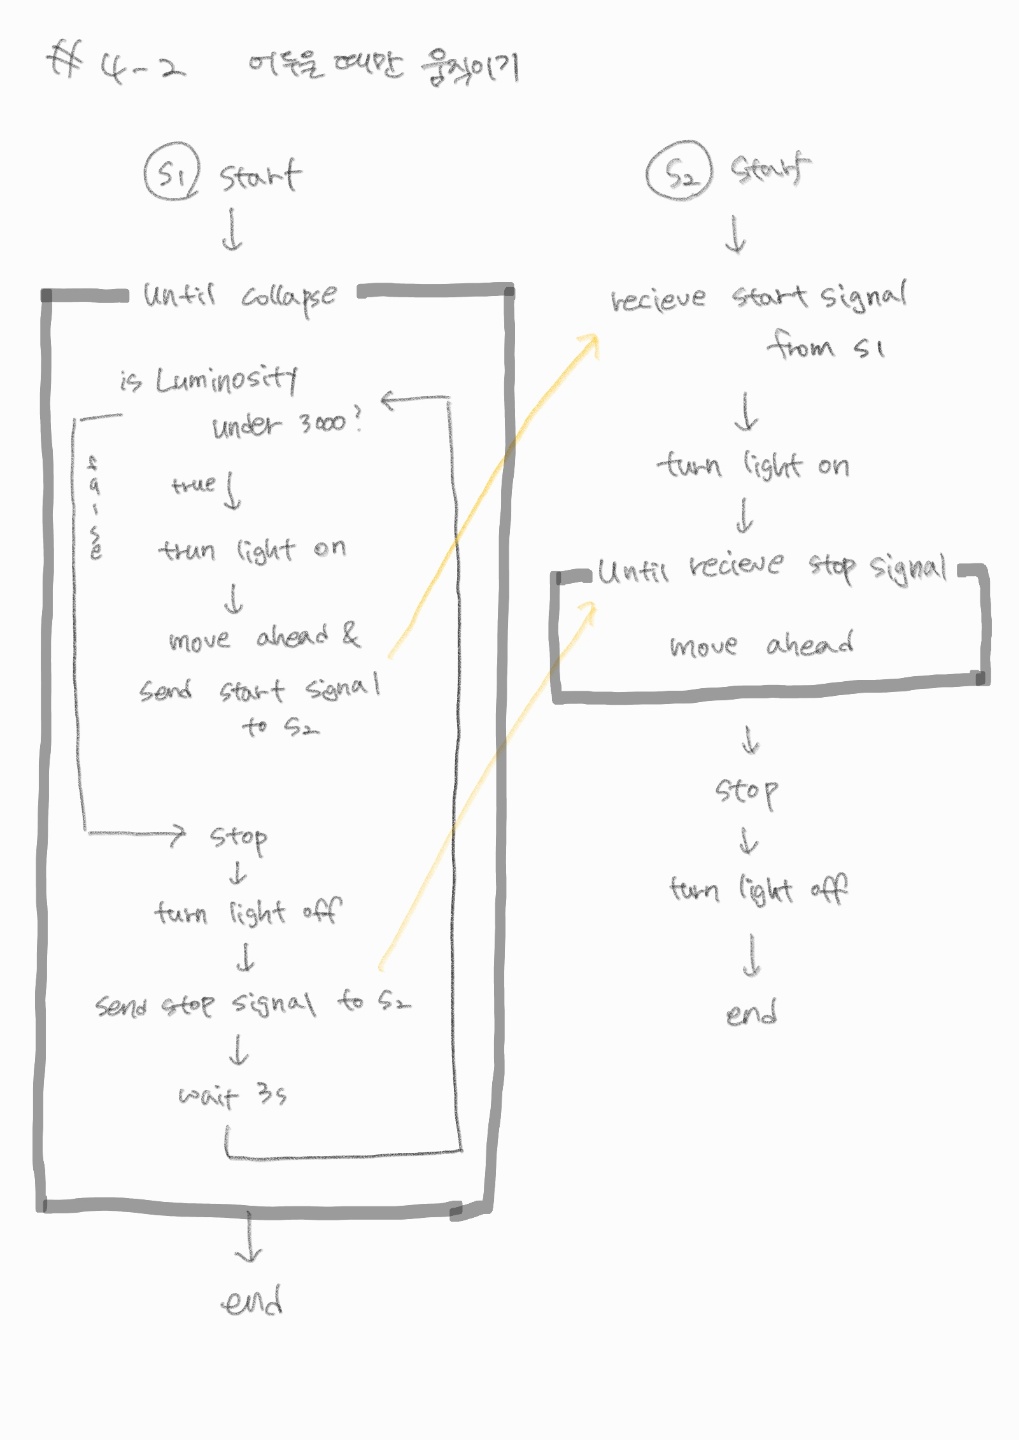 # 4-2 어두울 때만 움직이기
S1 start
until collapse
is Luminosity
under 3000?
false
true
trun light on
move ahead &
send start signal
to S2
stop
turn light off
send stop signal to S2
wait 3s
end
S2 start
recieve start signal
from S1
turn light on
Until recieve stop signal
move ahead
stop
turn light off
end